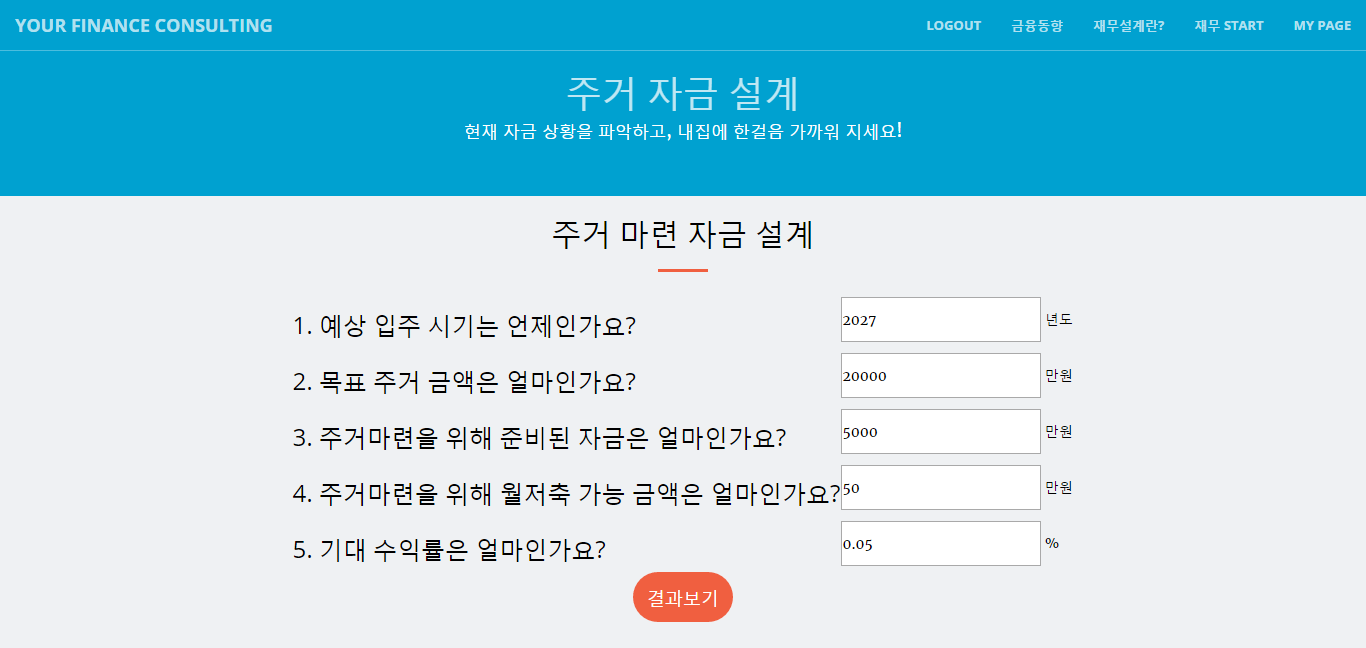 YOUR FINANCE CONSULTING LOGOUT 금융동향 재무설계란? 재무 START MY PAGE
주거 자금 설계
현재 자금 상황을 파악하고, 내집에 한걸음 가까워 지세요!
주거 마련 자금 설계
1. 예상 입주 시기는 언제인가요? 2027 년도
2. 목표 주거 금액은 얼마인가요? 20000 만원
3. 주거마련을 위해 준비된 자금은 얼마인가요? 5000 만원
4. 주거마련을 위해 월저축 가능 금액은 얼마인가요? 50 만원
5. 기대 수익률은 얼마인가요? 0.05 %
결과보기